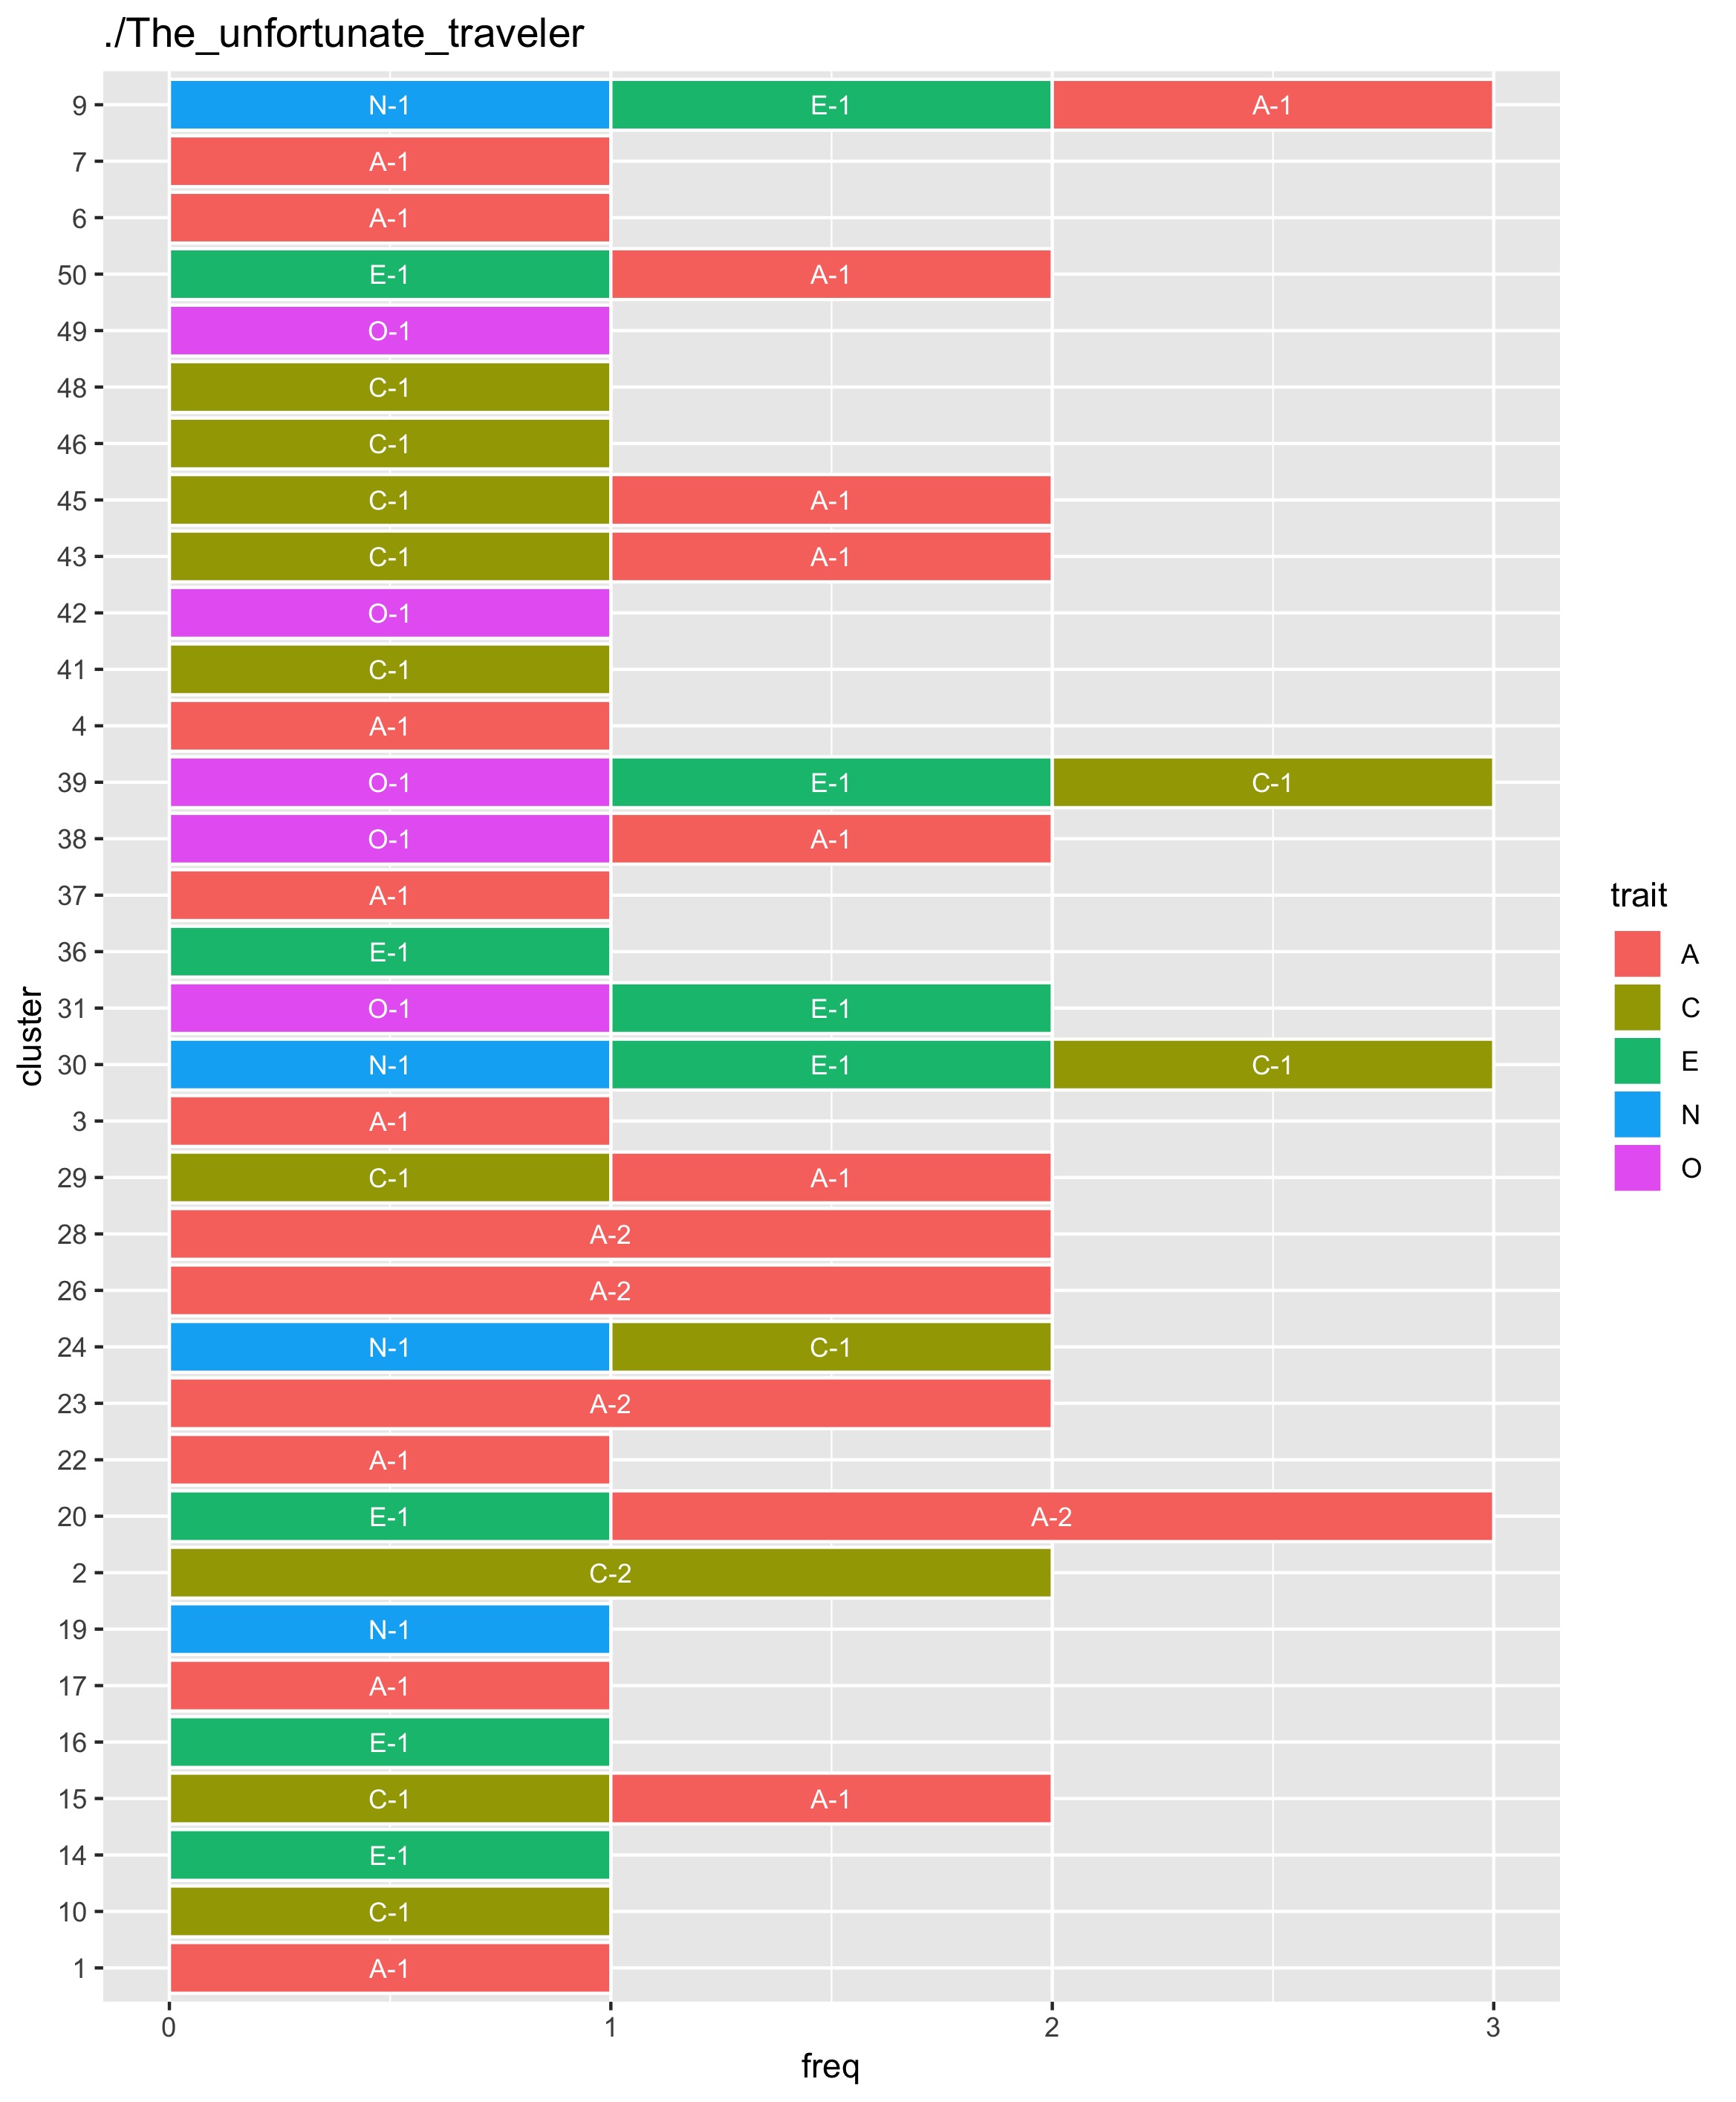 ./The_unfortunate_traveler
9 N-1 E-1 A-1
7 A-1
6 A-1
50 E-1 A-1
49 O-1
48 C-1
46 C-1
45 C-1 A-1
43 C-1 A-1
42 O-1
41 C-1
4 A-1
39 O-1 E-1 C-1
38 O-1 A-1
37 A-1
36 E-1
31 O-1 E-1
30 N-1 E-1 C-1
3 A-1
29 C-1 A-1
28 A-2
26 A-2
24 N-1 C-1
23 A-2
22 A-1
20 E-1 A-2
2 C-2
19 N-1
17 A-1
16 E-1
15 C-1 A-1
14 E-1
10 C-1
1 A-1
0 1 2 3
freq
cluster
trait
A
C
E
N
O